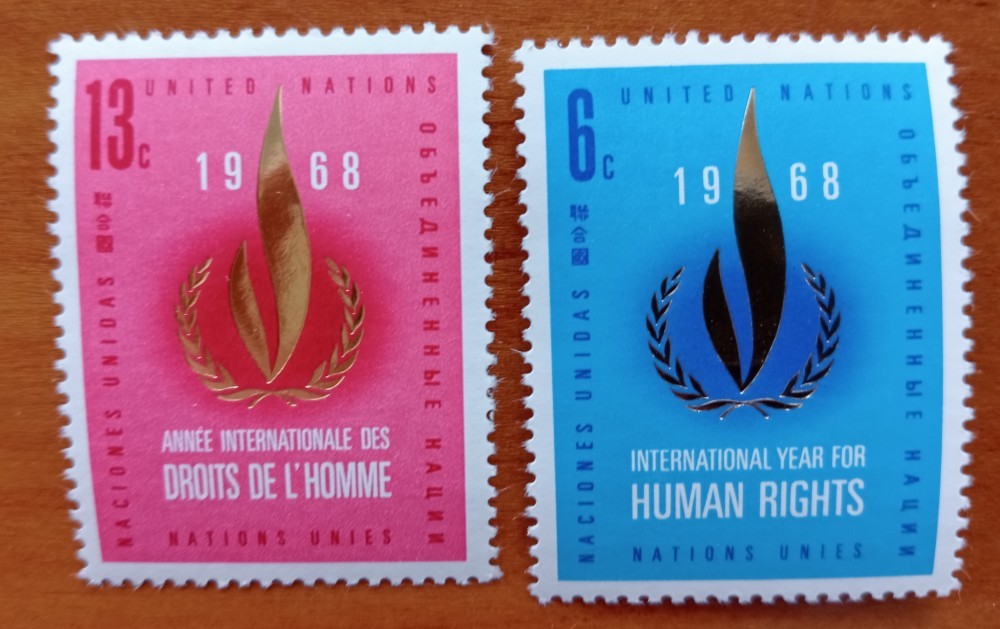 13c
UNITED NATIONS
1968
ОБЪЕДИНЕННЫЕ НАЦИИ
NACIONES UNIDAS
ANNÉE INTERNATIONALE DES
DROITS DE L'HOMME
NATIONS UNIES
6c
UNITED NATIONS
1968
ОБЪЕДИНЕННЫЕ НАЦИИ
NACIONES UNIDAS
INTERNATIONAL YEAR FOR
HUMAN RIGHTS
NATIONS UNIES